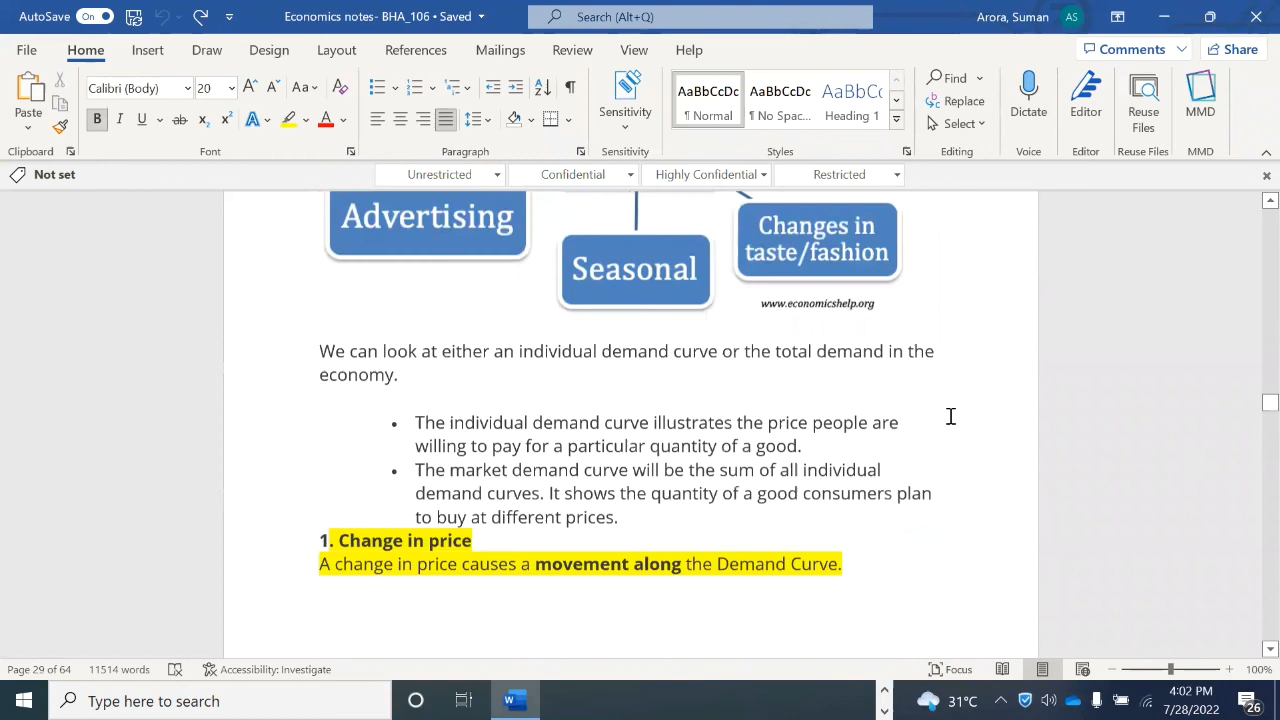 AutoSave On Economics notes- BHA_106 • Saved Search (Alt+Q) Arora, Suman AS
File Home Insert Draw Design Layout References Mailings Review View Help Comments Share
Paste Calibri (Body) 20 Aa Sensitivity AaBbCcDc ¶ Normal AaBbCcDc ¶ No Spac... AaBbCc Heading 1 Find Replace Select Dictate Editor Reuse Files MMD
Clipboard Font Paragraph Sensitivity Styles Editing Voice Editor Reuse Files MMD
Not set Unrestricted Confidential Highly Confidential Restricted
Advertising
Seasonal
Changes in
taste/fashion
www.economicshelp.org
We can look at either an individual demand curve or the total demand in the
economy.
• The individual demand curve illustrates the price people are
willing to pay for a particular quantity of a good.
• The market demand curve will be the sum of all individual
demand curves. It shows the quantity of a good consumers plan
to buy at different prices.
1. Change in price
A change in price causes a movement along the Demand Curve.
Page 29 of 64 11514 words Accessibility: Investigate Focus 100%
Type here to search 31°C 4:02 PM
7/28/2022 26